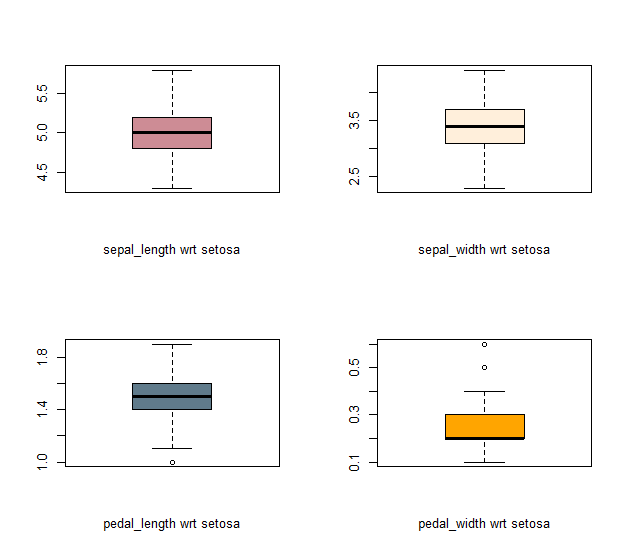 5.5
5.0
4.5
sepal_length wrt setosa
3.5
2.5
sepal_width wrt setosa
1.8
1.4
1.0
pedal_length wrt setosa
0.5
0.3
0.1
pedal_width wrt setosa